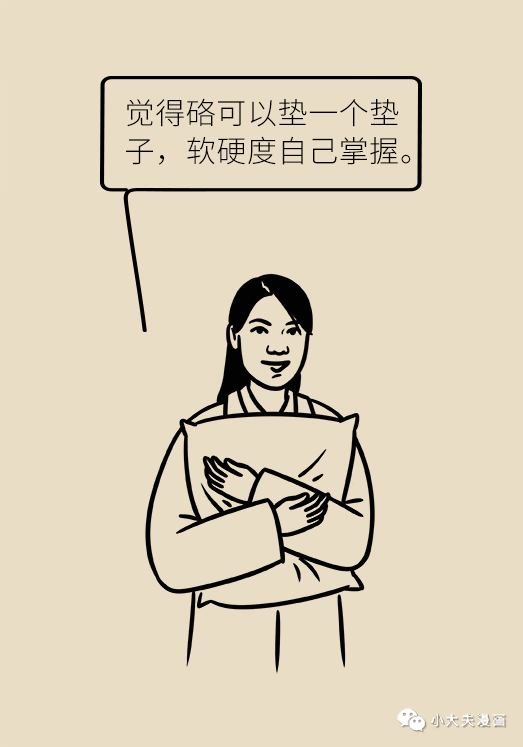 觉得硌可以垫一个垫
子，软硬度自己掌握。
小大夫漫画